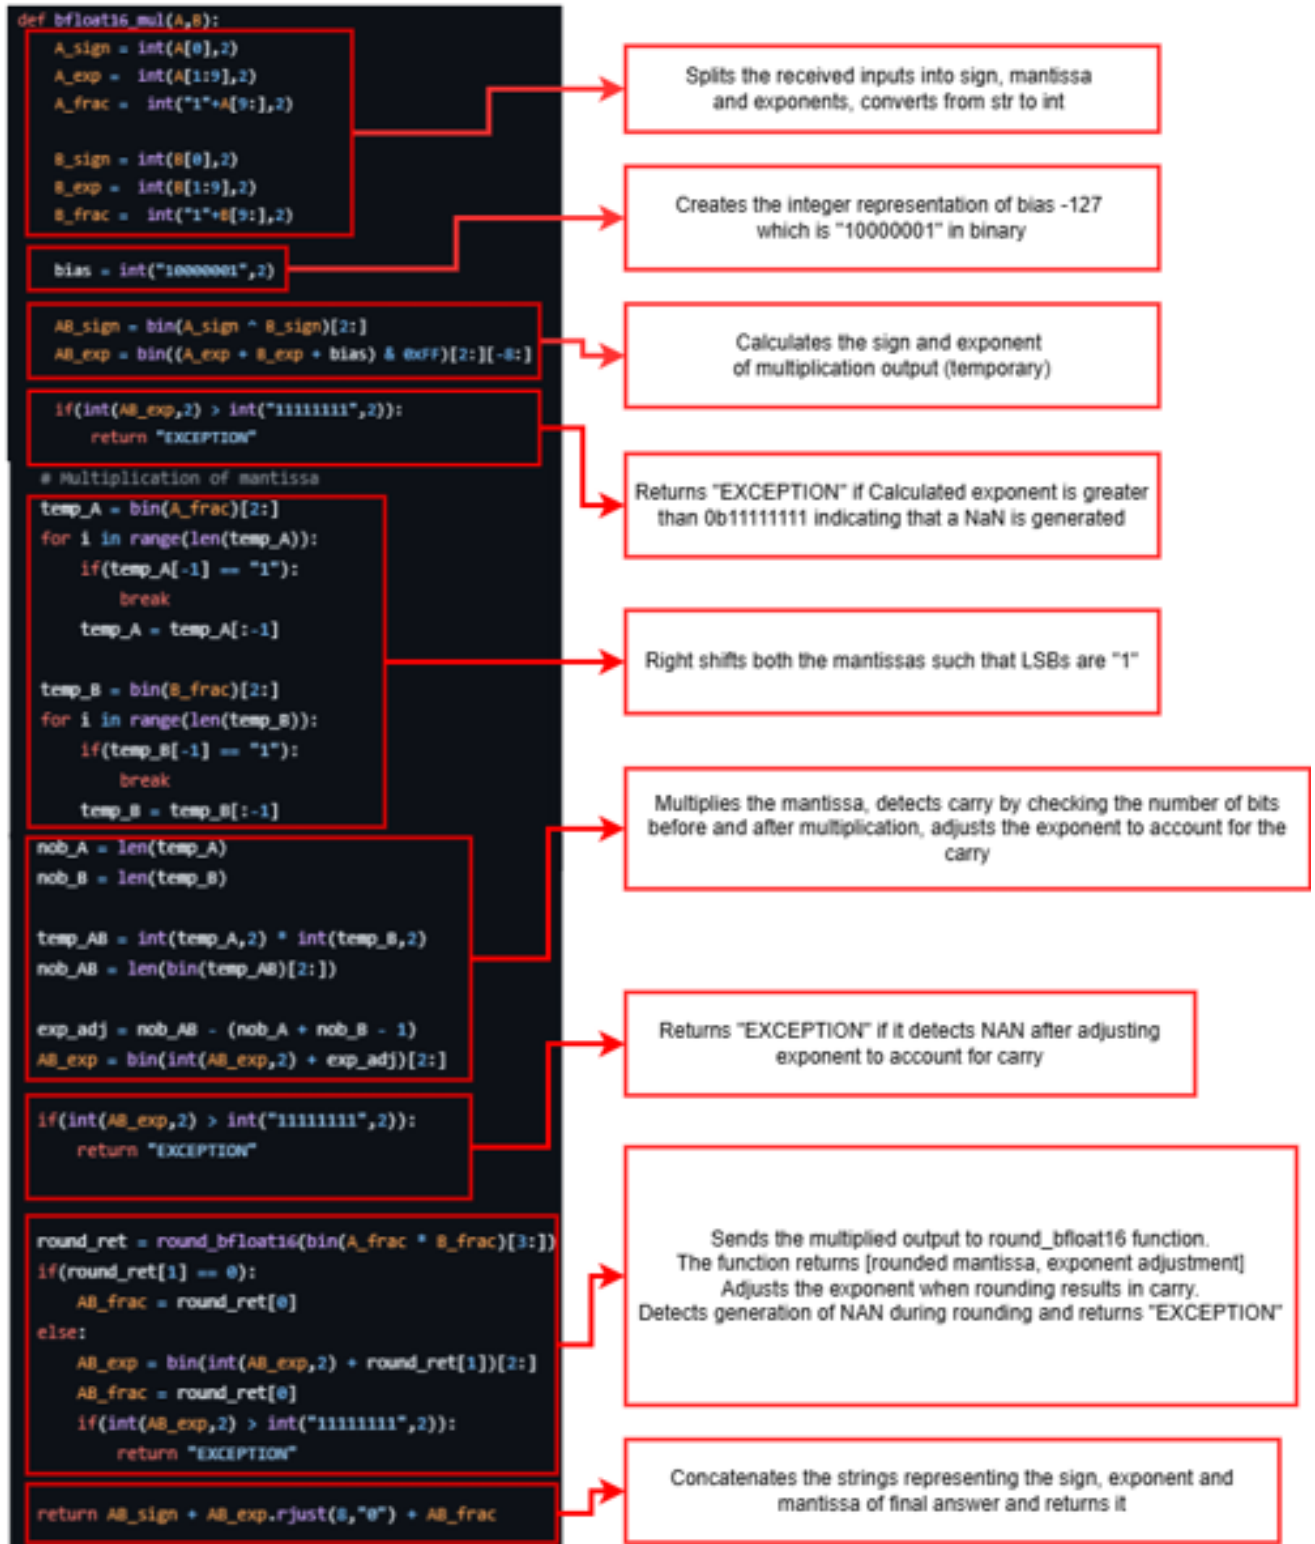 def bfloat16_mul(A,B):
A_sign = int(A[0],2)
A_exp = int(A[1:9],2)
A_frac = int("1"+A[9:],2)
B_sign = int(B[0],2)
B_exp = int(B[1:9],2)
B_frac = int("1"+B[9:],2)
bias = int("10000001",2)
AB_sign = bin(A_sign ^ B_sign)[2:]
AB_exp = bin((A_exp + B_exp + bias) & 0xFF)[2:][-8:]
if(int(AB_exp,2) > int("11111111",2)):
return "EXCEPTION"
# Multiplication of mantissa
temp_A = bin(A_frac)[2:]
for i in range(len(temp_A)):
if(temp_A[-1] == "1"):
break
temp_A = temp_A[:-1]
temp_B = bin(B_frac)[2:]
for i in range(len(temp_B)):
if(temp_B[-1] == "1"):
break
temp_B = temp_B[:-1]
nob_A = len(temp_A)
nob_B = len(temp_B)
temp_AB = int(temp_A,2) * int(temp_B,2)
nob_AB = len(bin(temp_AB)[2:])
exp_adj = nob_AB - (nob_A + nob_B - 1)
AB_exp = bin(int(AB_exp,2) + exp_adj)[2:]
if(int(AB_exp,2) > int("11111111",2)):
return "EXCEPTION"
round_ret = round_bfloat16(bin(A_frac * B_frac)[3:])
if(round_ret[1] == 0):
AB_frac = round_ret[0]
else:
AB_exp = bin(int(AB_exp,2) + round_ret[1])[2:]
AB_frac = round_ret[0]
if(int(AB_exp,2) > int("11111111",2)):
return "EXCEPTION"
return AB_sign + AB_exp.rjust(8,"0") + AB_frac
Splits the received inputs into sign, mantissa
and exponents, converts from str to int
Creates the integer representation of bias -127
which is "10000001" in binary
Calculates the sign and exponent
of multiplication output (temporary)
Returns "EXCEPTION" if Calculated exponent is greater
than 0b11111111 indicating that a NaN is generated
Right shifts both the mantissas such that LSBs are "1"
Multiplies the mantissa, detects carry by checking the number of bits
before and after multiplication, adjusts the exponent to account for the
carry
Returns "EXCEPTION" if it detects NAN after adjusting
exponent to account for carry
Sends the multiplied output to round_bfloat16 function.
The function returns [rounded mantissa, exponent adjustment]
Adjusts the exponent when rounding results in carry.
Detects generation of NAN during rounding and returns "EXCEPTION"
Concatenates the strings representing the sign, exponent and
mantissa of final answer and returns it